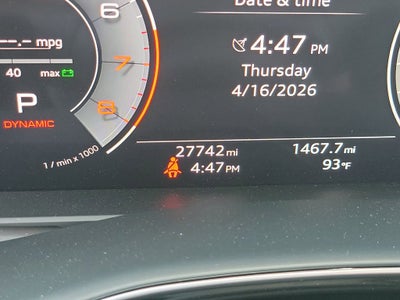 Date & time
--.- mpg
6
4:47 PM
7
40 max
Thursday
P
8
4/16/2026
DYNAMIC
1 / min x 1000
27742 mi
1467.7 mi
4:47 PM
93°F